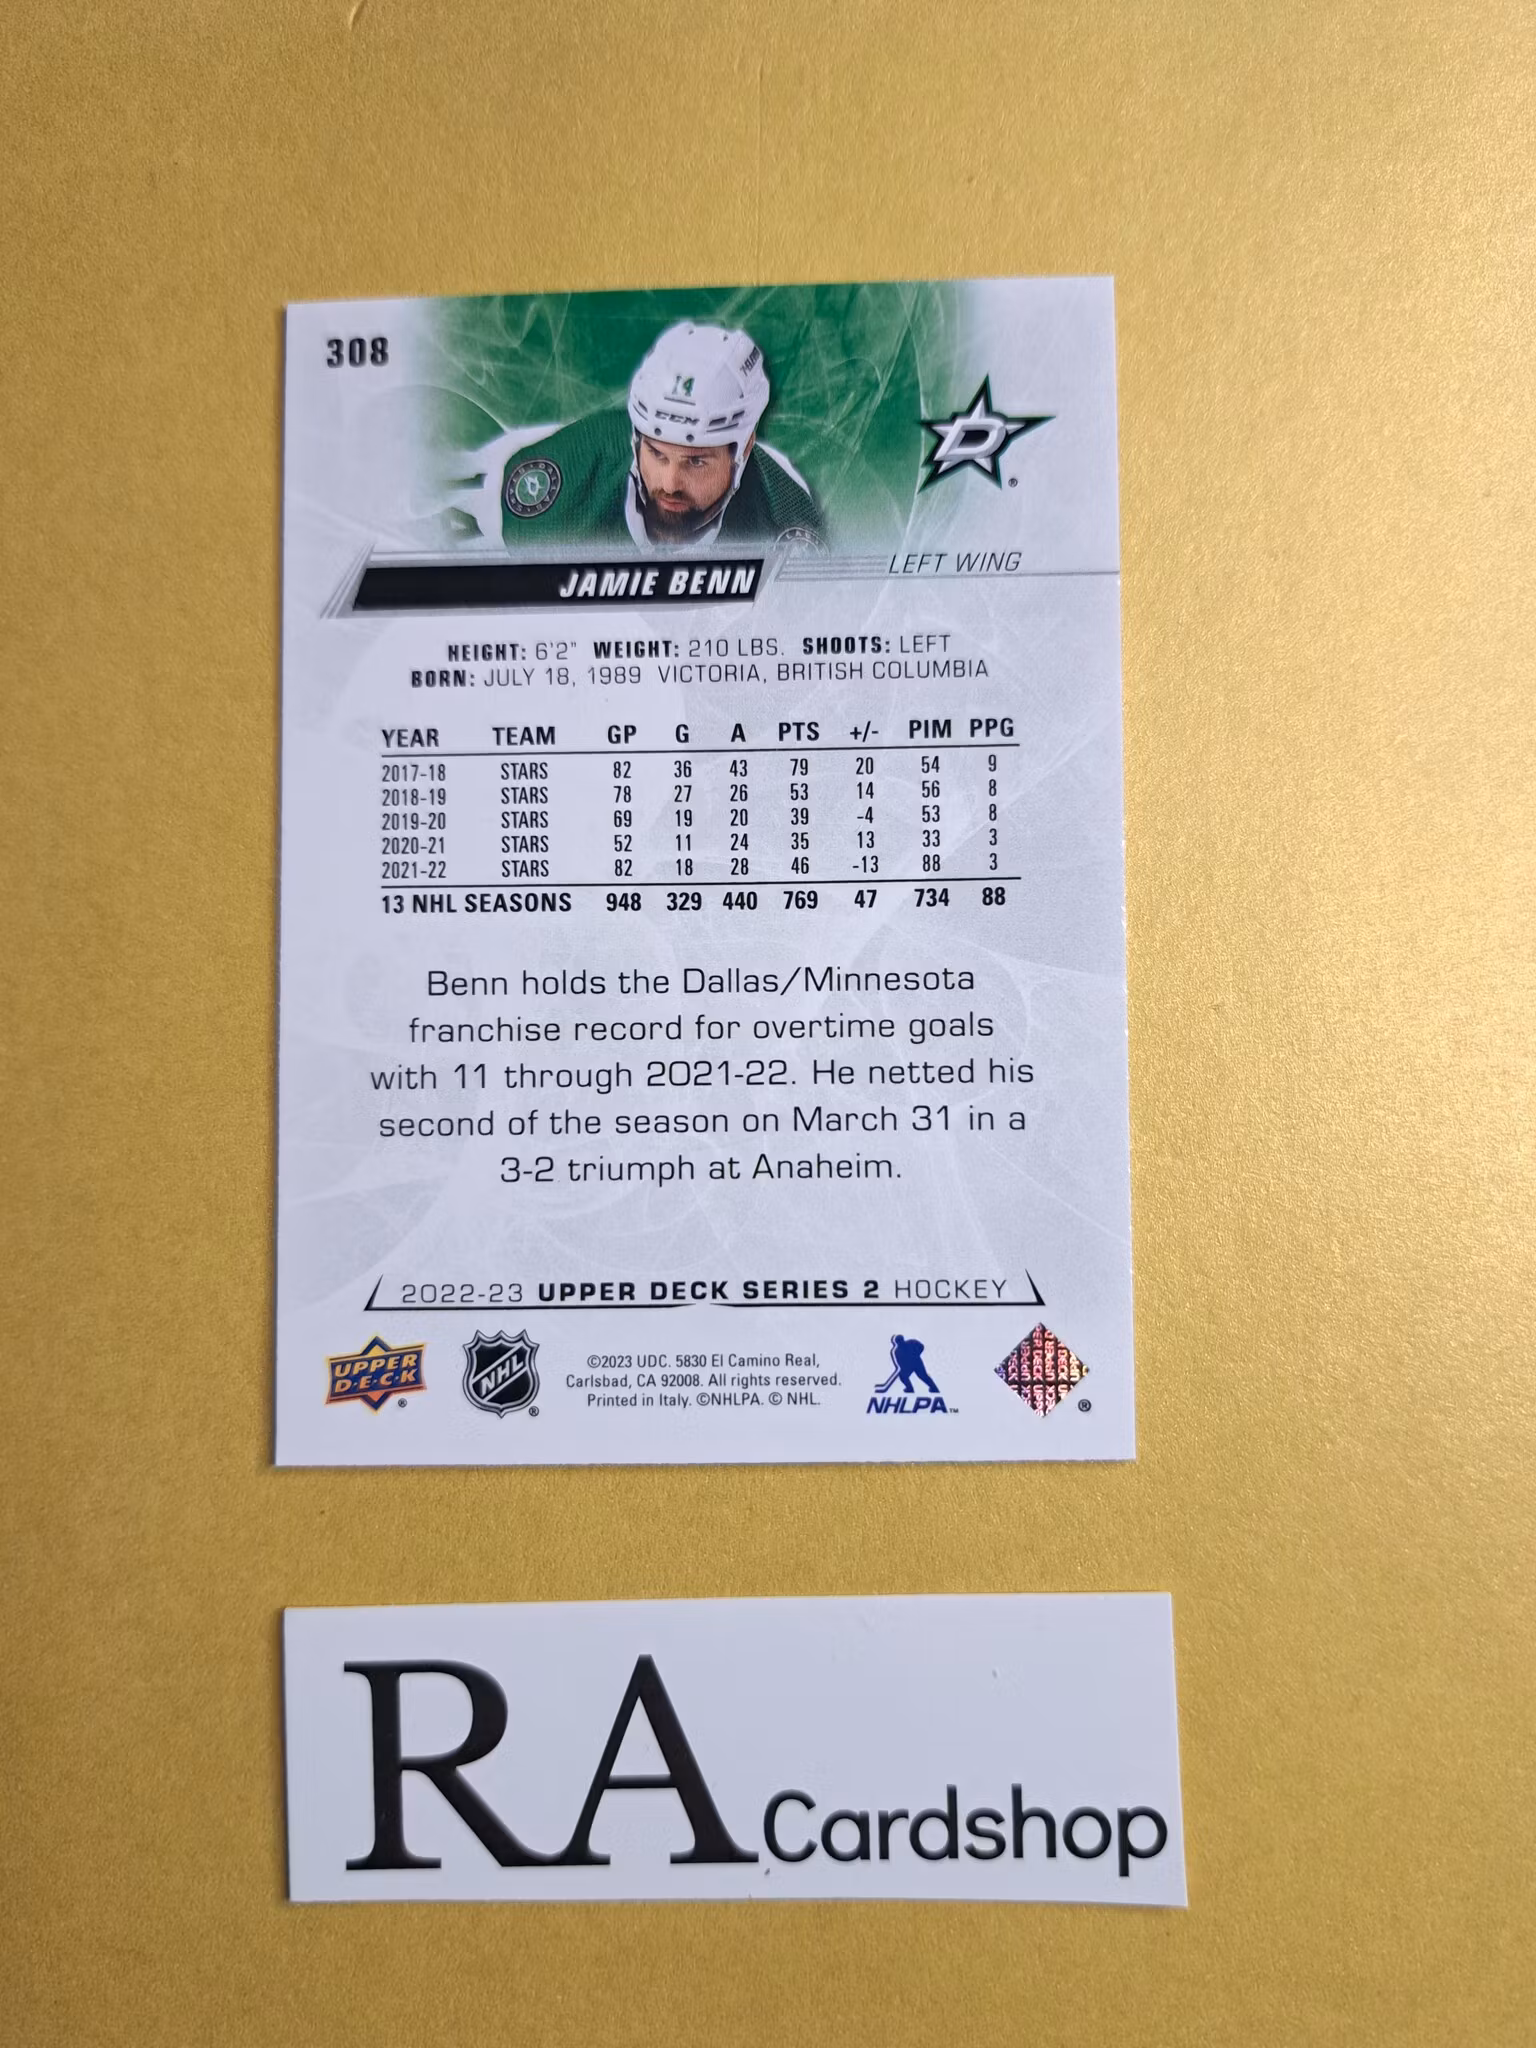 308
14
CCM
JAMIE BENN
LEFT WING
HEIGHT: 6'2" WEIGHT: 210 LBS. SHOOTS: LEFT
BORN: JULY 18, 1989 VICTORIA, BRITISH COLUMBIA
YEAR TEAM GP G A PTS +/- PIM PPG
2017-18 STARS 82 36 43 79 20 54 9
2018-19 STARS 78 27 26 53 14 56 8
2019-20 STARS 69 19 20 39 -4 53 8
2020-21 STARS 52 11 24 35 13 33 3
2021-22 STARS 82 18 28 46 -13 88 3
13 NHL SEASONS 948 329 440 769 47 734 88
Benn holds the Dallas/Minnesota
franchise record for overtime goals
with 11 through 2021-22. He netted his
second of the season on March 31 in a
3-2 triumph at Anaheim.
2022-23 UPPER DECK SERIES 2 HOCKEY
UPPER
DECK
®
NHL
®
©2023 UDC. 5830 El Camino Real,
Carlsbad, CA 92008. All rights reserved.
Printed in Italy. ©NHLPA. © NHL.
NHLPA™
®
RA Cardshop